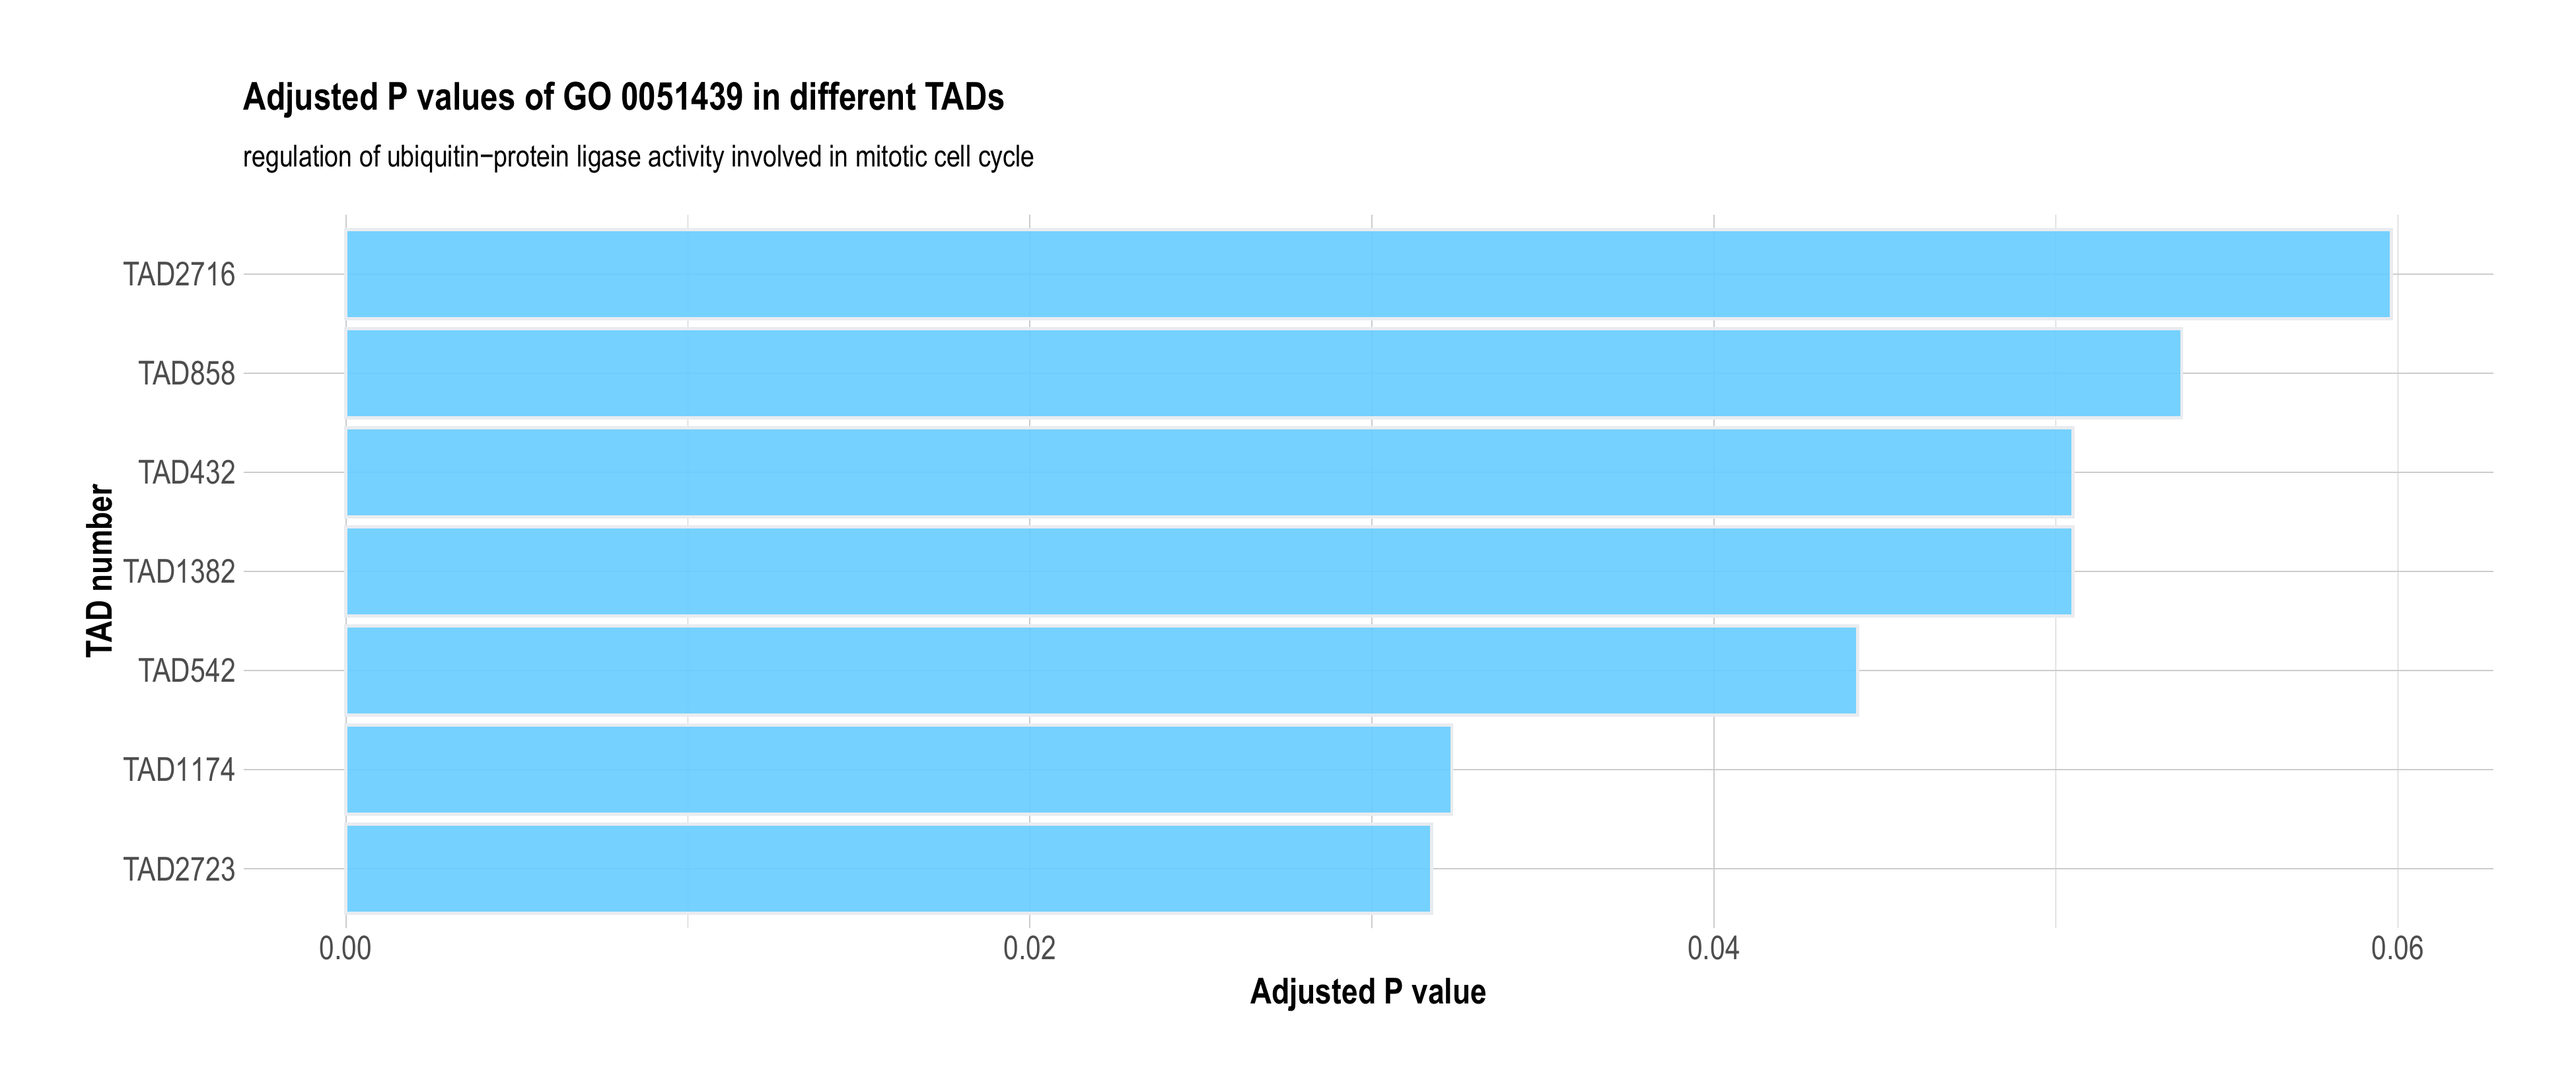 Adjusted P values of GO 0051439 in different TADs
regulation of ubiquitin−protein ligase activity involved in mitotic cell cycle
TAD number
TAD2716
TAD858
TAD432
TAD1382
TAD542
TAD1174
TAD2723
0.00 0.02 0.04 0.06
Adjusted P value